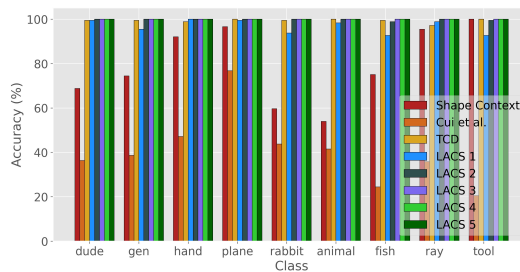 100
80
60
40
20
0
Accuracy (%)
dude gen hand plane rabbit animal fish ray tool
Class
Shape Context
Cui et al.
TCD
LACS 1
LACS 2
LACS 3
LACS 4
LACS 5